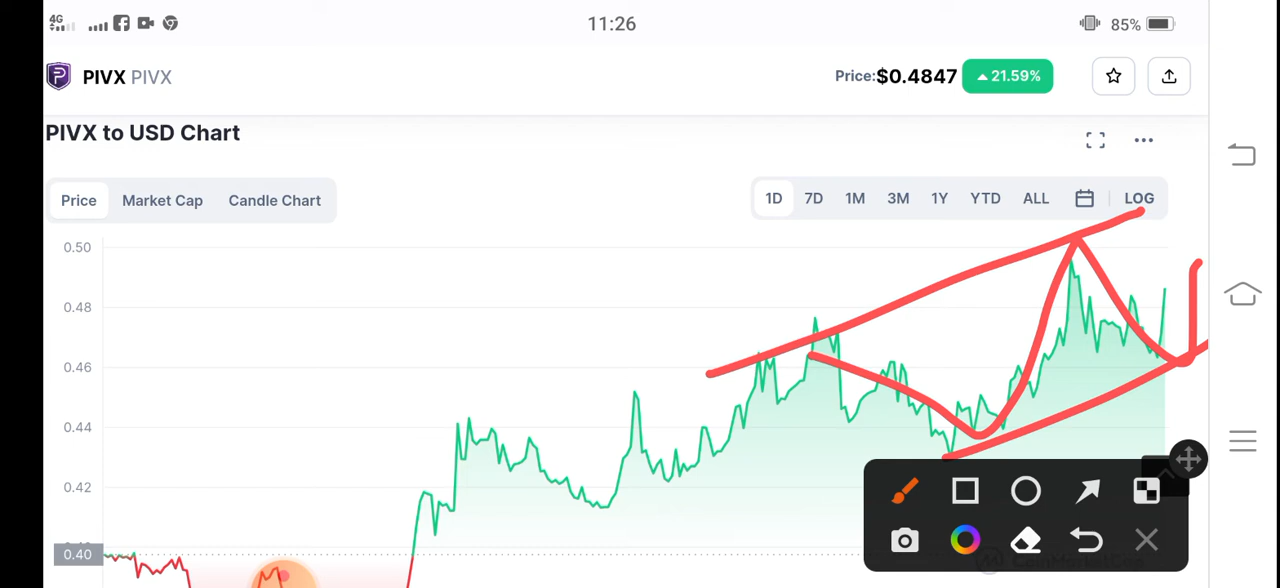 4G 11:26 85%
PIVX PIVX Price:$0.4847 21.59%
PIVX to USD Chart
Price Market Cap Candle Chart 1D 7D 1M 3M 1Y YTD ALL LOG
0.50
0.48
0.46
0.44
0.42
0.40